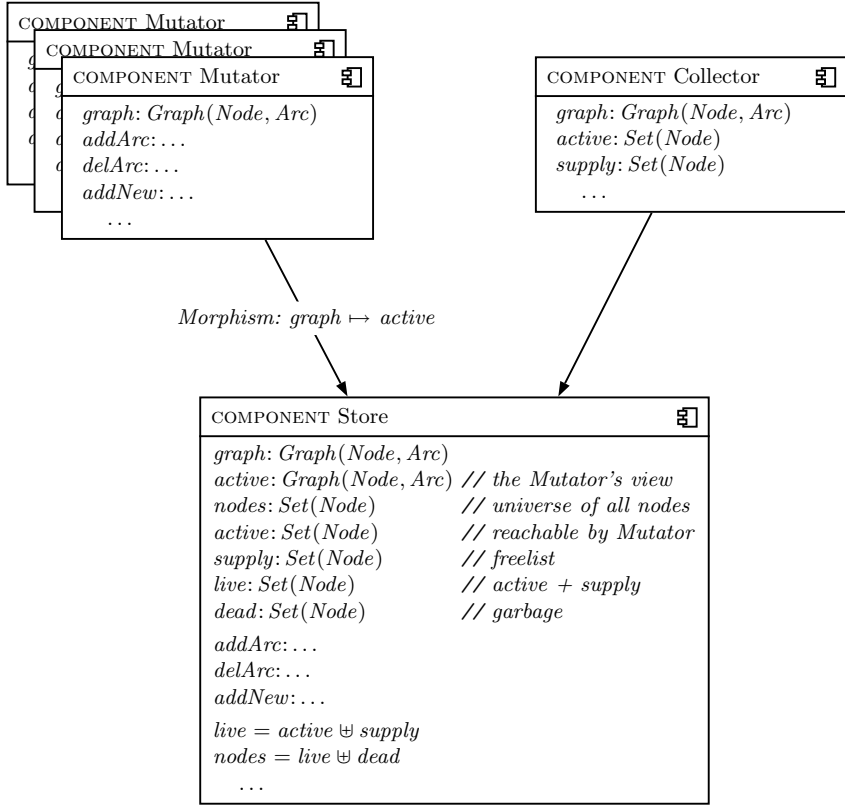 COMPONENT Mutator
COMPONENT Mutator
COMPONENT Mutator
graph: Graph(Node, Arc)
addArc: ...
delArc: ...
addNew: ...
...
COMPONENT Collector
graph: Graph(Node, Arc)
active: Set(Node)
supply: Set(Node)
...
Morphism: graph ↦ active
COMPONENT Store
graph: Graph(Node, Arc)
active: Graph(Node, Arc) // the Mutator's view
nodes: Set(Node) // universe of all nodes
active: Set(Node) // reachable by Mutator
supply: Set(Node) // freelist
live: Set(Node) // active + supply
dead: Set(Node) // garbage
addArc: ...
delArc: ...
addNew: ...
live = active ⊎ supply
nodes = live ⊎ dead
...